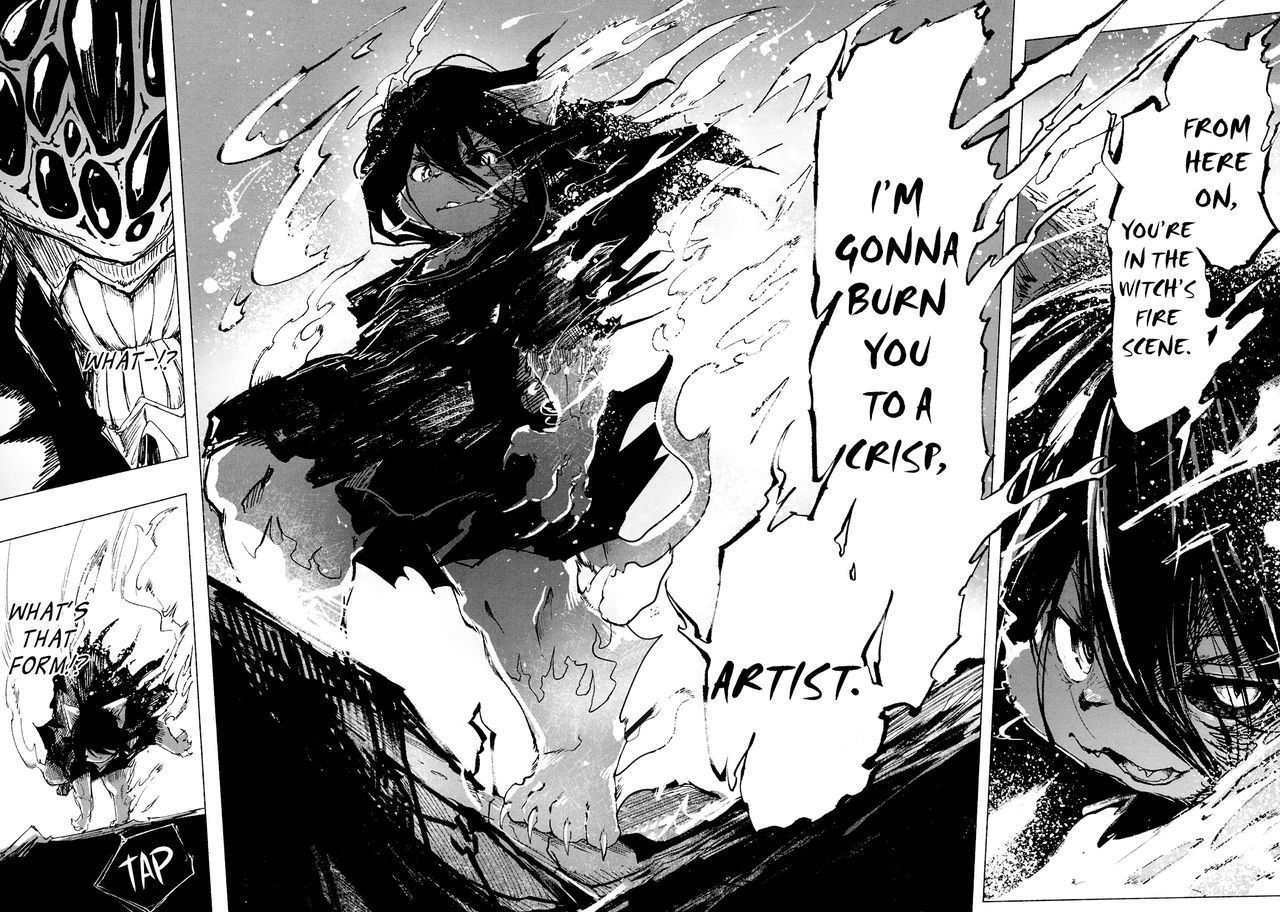 FROM
HERE
ON,
YOU'RE
IN THE
WITCH'S
FIRE
SCENE.
I'M
GONNA
BURN
YOU
TO A
CRISP,
ARTIST.
WHAT-!?
WHAT'S
THAT
FORM!?
TAP